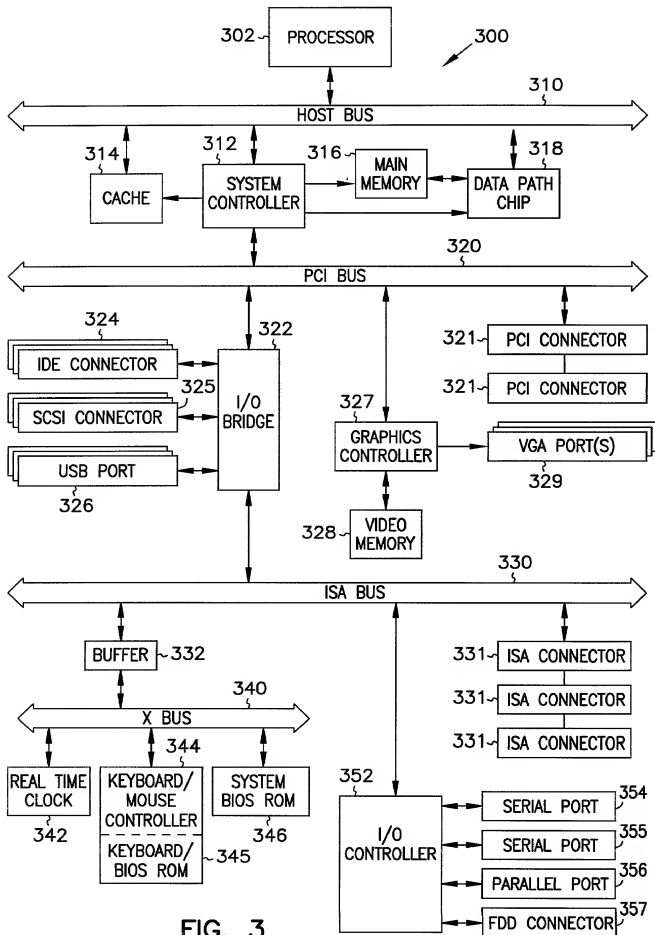 302
PROCESSOR
300
310
HOST BUS
314
CACHE
312
SYSTEM
CONTROLLER
316
MAIN
MEMORY
318
DATA PATH
CHIP
320
PCI BUS
324
IDE CONNECTOR
325
SCSI CONNECTOR
USB PORT
326
322
I/O
BRIDGE
327
GRAPHICS
CONTROLLER
328
VIDEO
MEMORY
321
PCI CONNECTOR
321
PCI CONNECTOR
VGA PORT(S)
329
330
ISA BUS
BUFFER
332
340
X BUS
REAL TIME
CLOCK
342
344
KEYBOARD/
MOUSE
CONTROLLER
KEYBOARD/
BIOS ROM
345
SYSTEM
BIOS ROM
346
331
ISA CONNECTOR
331
ISA CONNECTOR
331
ISA CONNECTOR
352
I/O
CONTROLLER
SERIAL PORT
354
SERIAL PORT
355
PARALLEL PORT
356
FDD CONNECTOR
357
FIG. 3